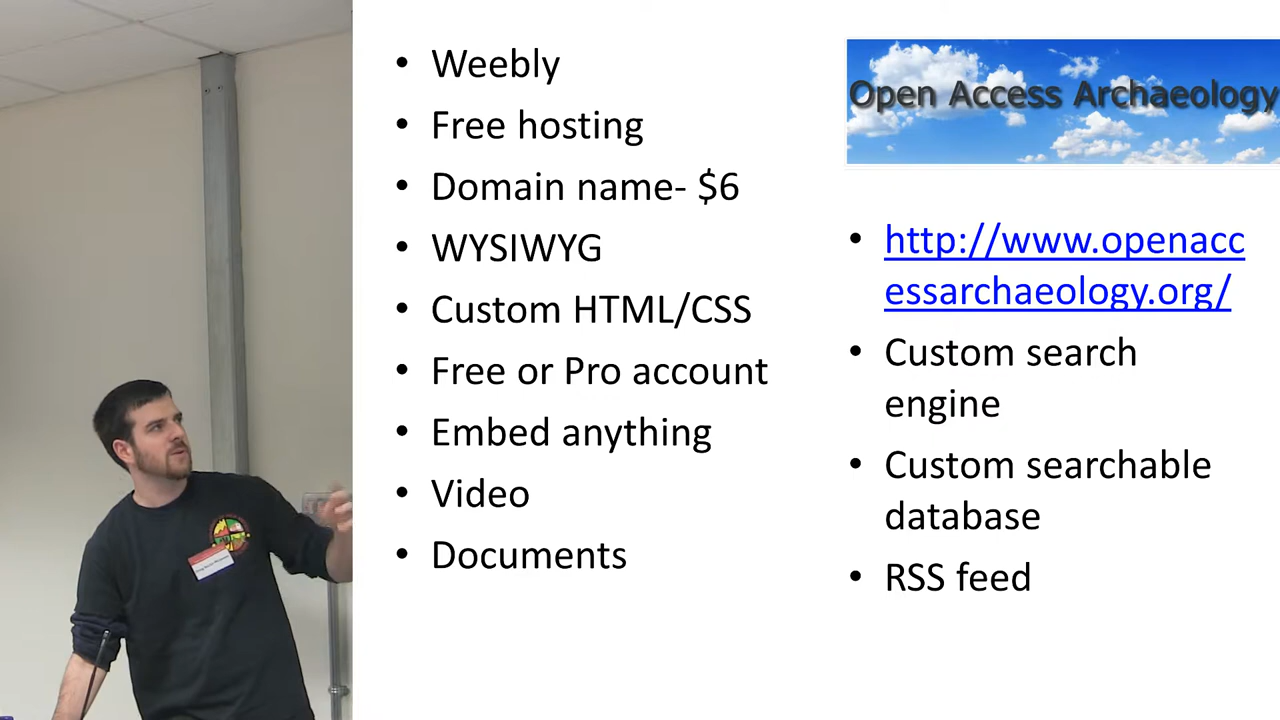 • Weebly
• Free hosting
• Domain name- $6
• WYSIWYG
• Custom HTML/CSS
• Free or Pro account
• Embed anything
• Video
• Documents
Open Access Archaeology
• http://www.openacc
essarchaeology.org/
• Custom search
engine
• Custom searchable
database
• RSS feed